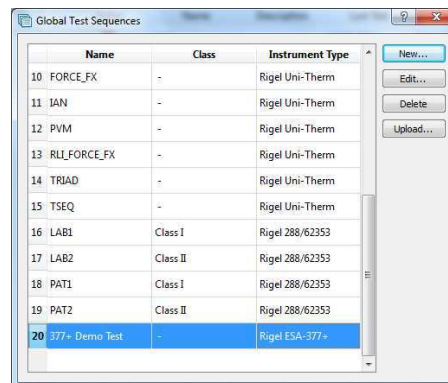 Global Test Sequences
Name Class Instrument Type
10 FORCE_FX - Rigel Uni-Therm
11 IAN - Rigel Uni-Therm
12 PVM - Rigel Uni-Therm
13 RLI_FORCE_FX - Rigel Uni-Therm
14 TRIAD - Rigel Uni-Therm
15 TSEQ - Rigel Uni-Therm
16 LAB1 Class I Rigel 288/62353
17 LAB2 Class II Rigel 288/62353
18 PAT1 Class I Rigel 288/62353
19 PAT2 Class II Rigel 288/62353
20 377+ Demo Test - Rigel ESA-377+
New...
Edit...
Delete
Upload...